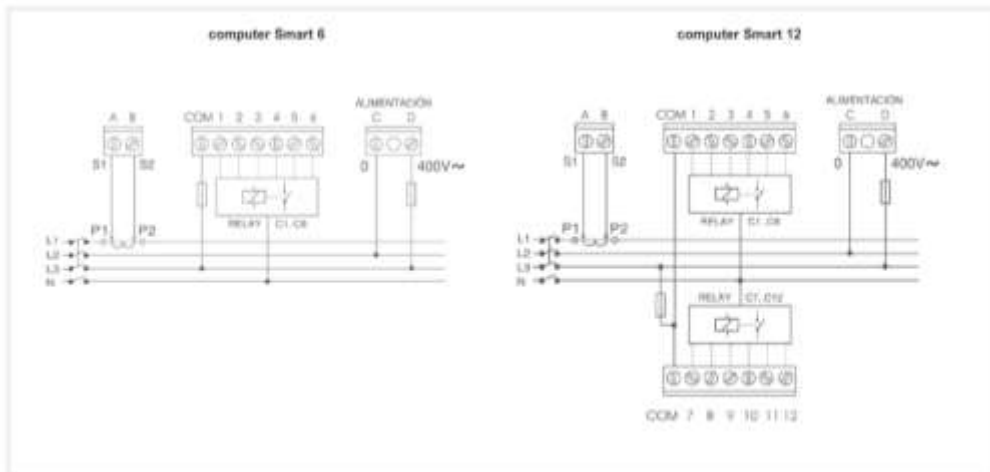 computer Smart 6
ALIMENTACIÓN
A B
COM 1 2 3 4 5 6
C D
S1 S2
0 400V~
RELAY C1..C6
P1 P2
L1
L2
L3
N
computer Smart 12
ALIMENTACIÓN
A B
COM 1 2 3 4 5 6
C D
S1 S2
0 400V~
RELAY C1..C6
P1 P2
L1
L2
L3
N
RELAY C7..C12
COM 7 8 9 10 11 12